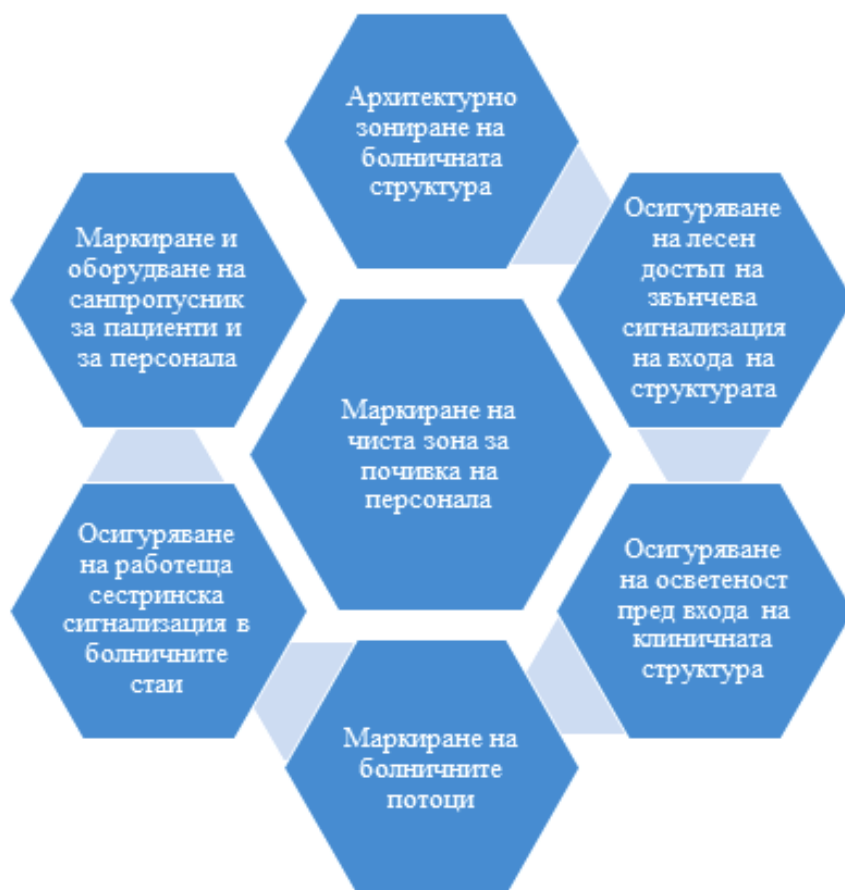 Архитектурно
зониране на
болничната
структура
Осигуряване
на лесен
достъп на
звънчева
сигнализация
на входа на
структурата
Осигуряване
на осветеност
пред входа на
клиничната
структура
Маркиране на
болничните
потоци
Осигуряване
на работеща
сестринска
сигнализация в
болничните
стаи
Маркиране и
оборудване на
санпропусник
за пациенти и
за персонала
Маркиране на
чиста зона за
почивка на
персонала